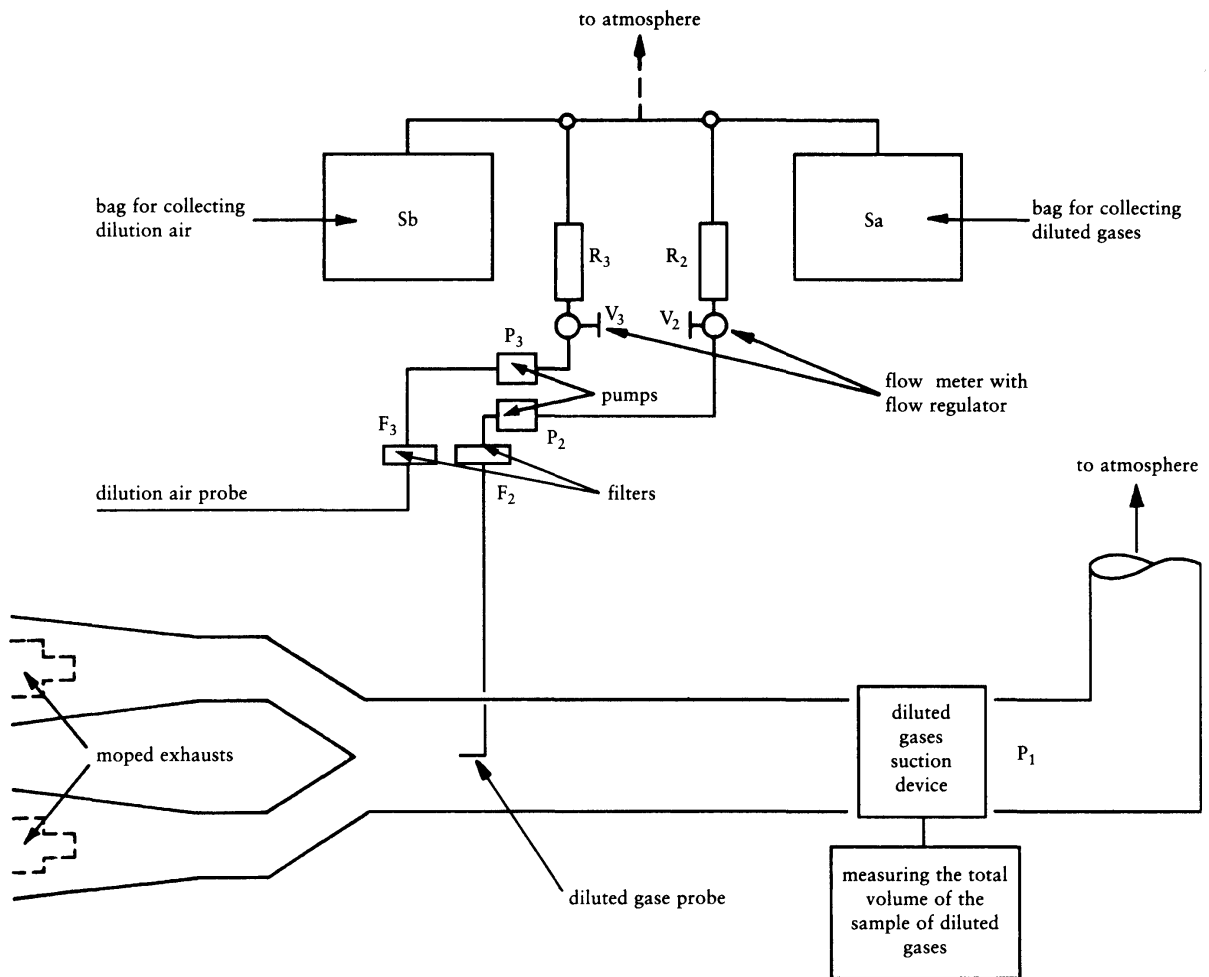 to atmosphere
bag for collecting
dilution air
Sb
Sa
bag for collecting
diluted gases
R3
R2
V3
V2
P3
pumps
flow meter with
flow regulator
F3
P2
dilution air probe
F2
filters
to atmosphere
moped exhausts
diluted
gases
suction
device
P1
diluted gase probe
measuring the total
volume of the
sample of diluted
gases